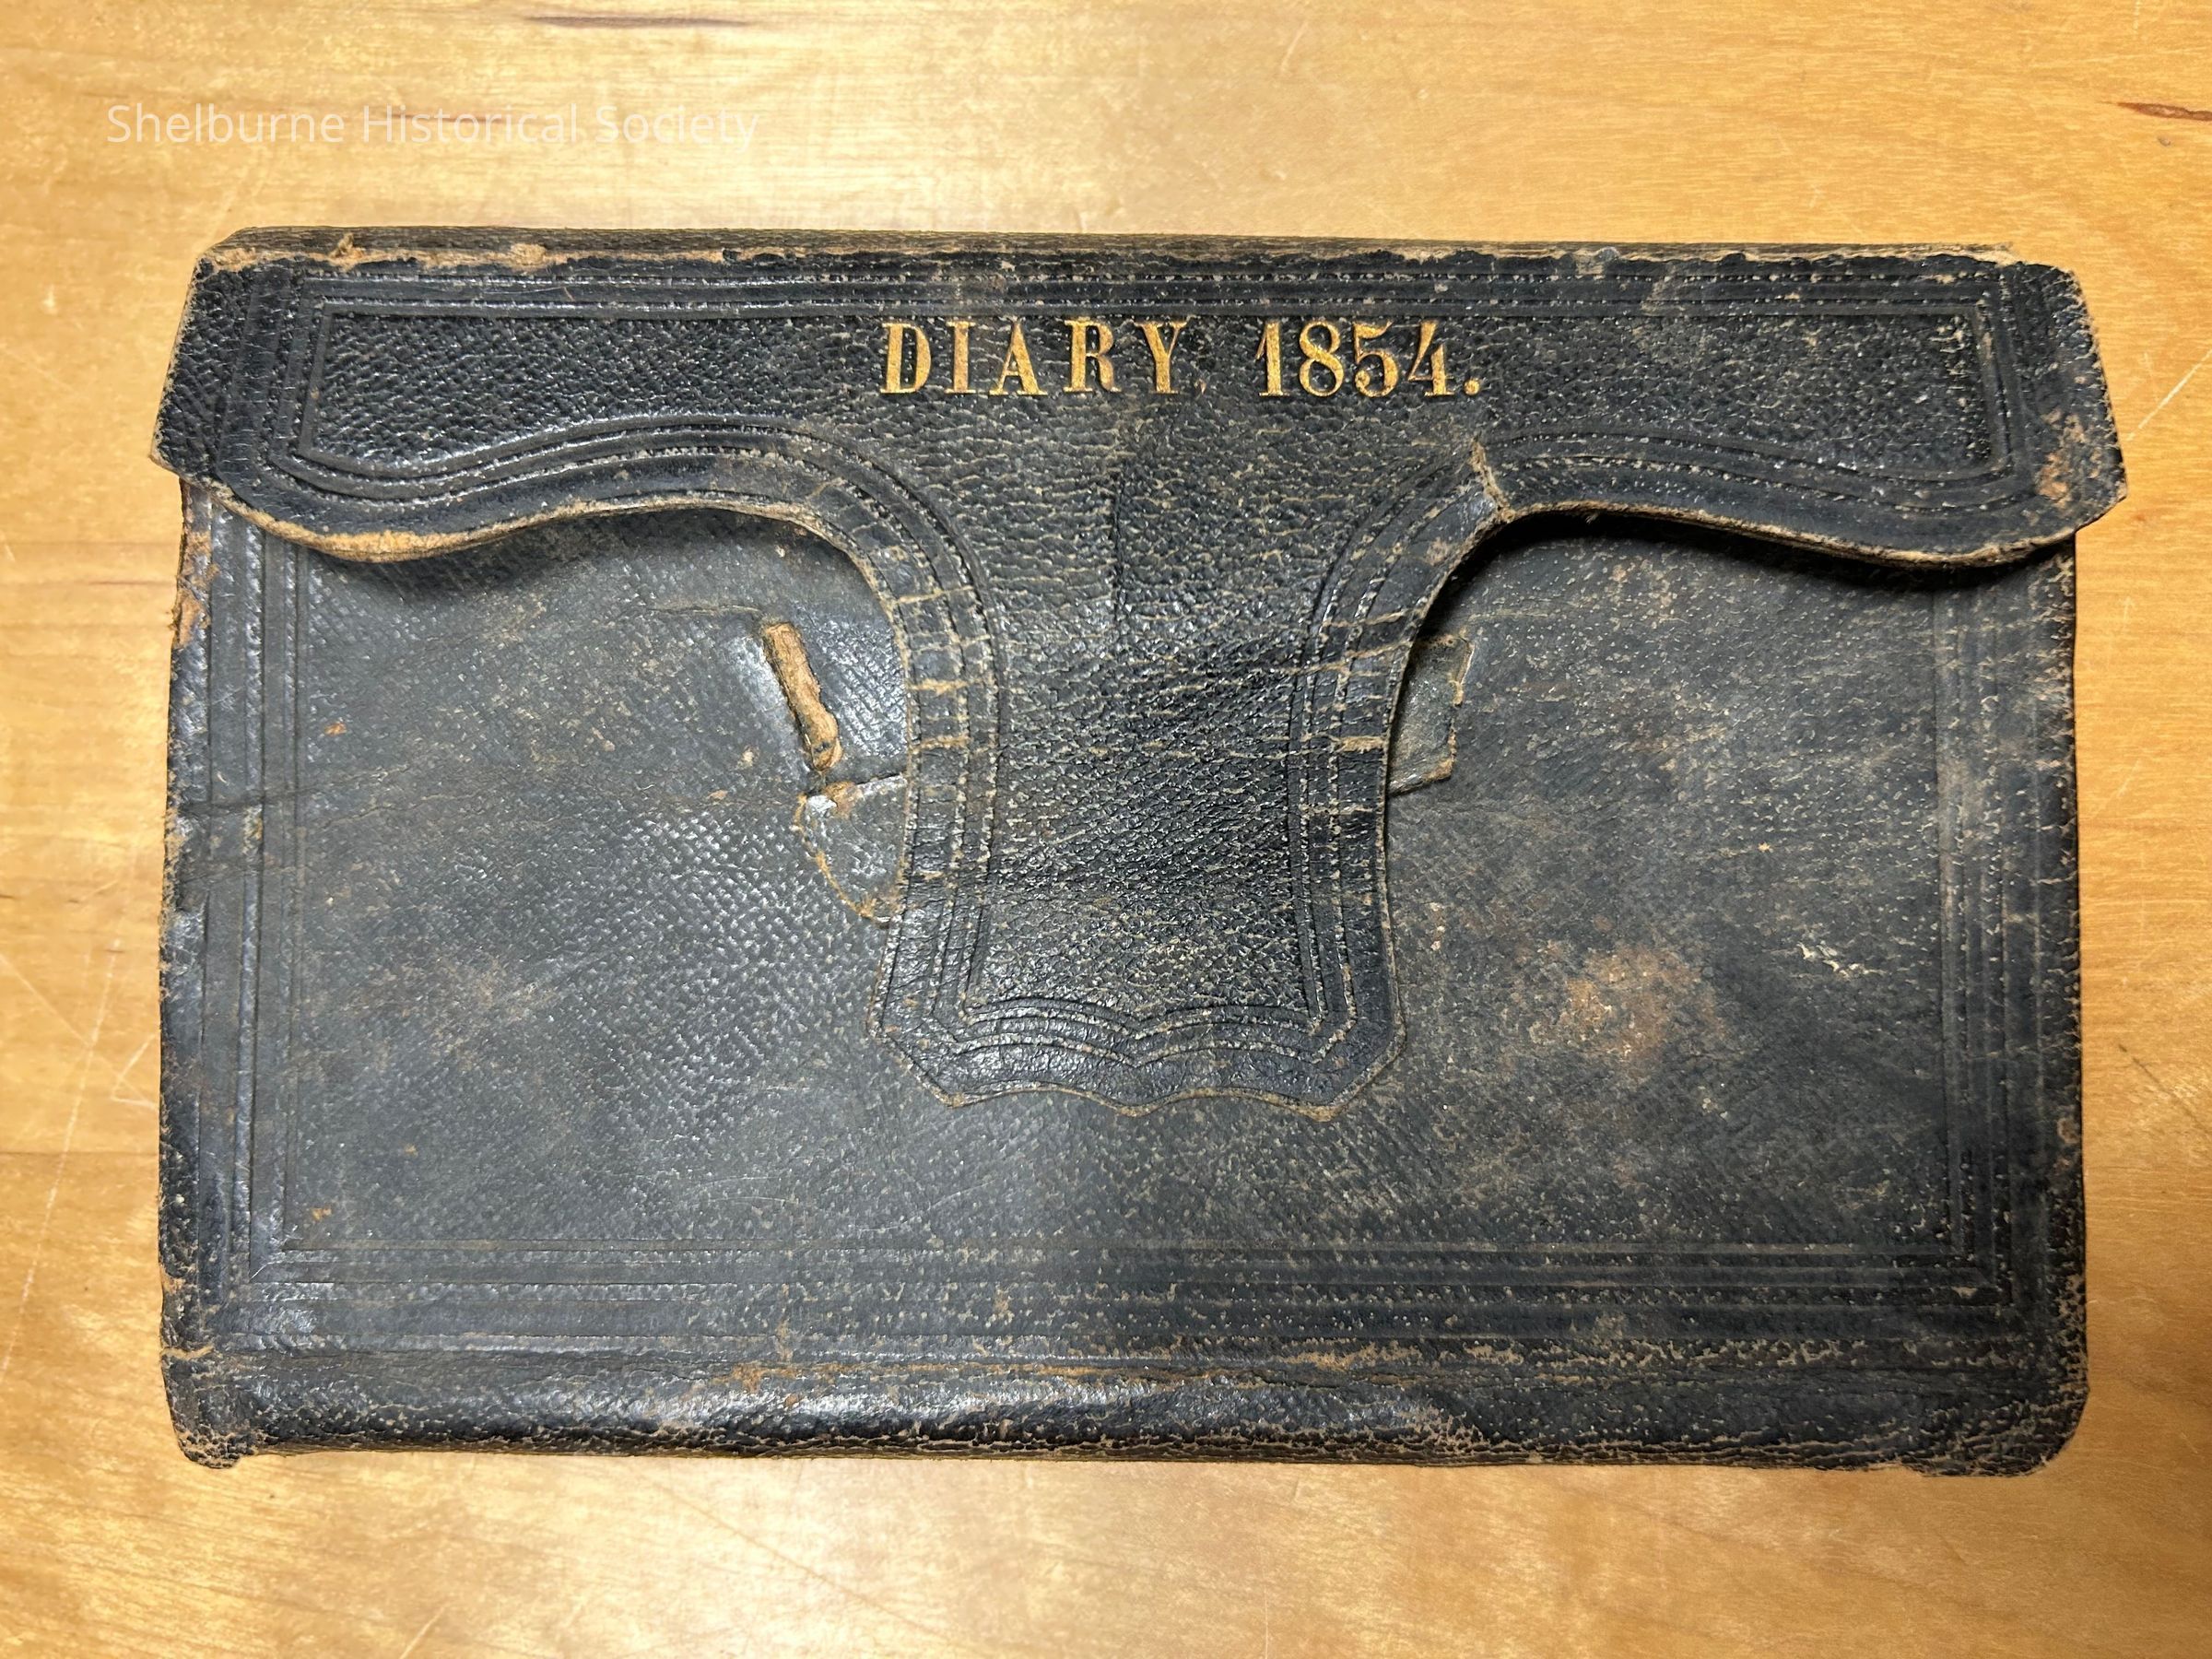 Shelburne Historical Society
DIARY, 1854.